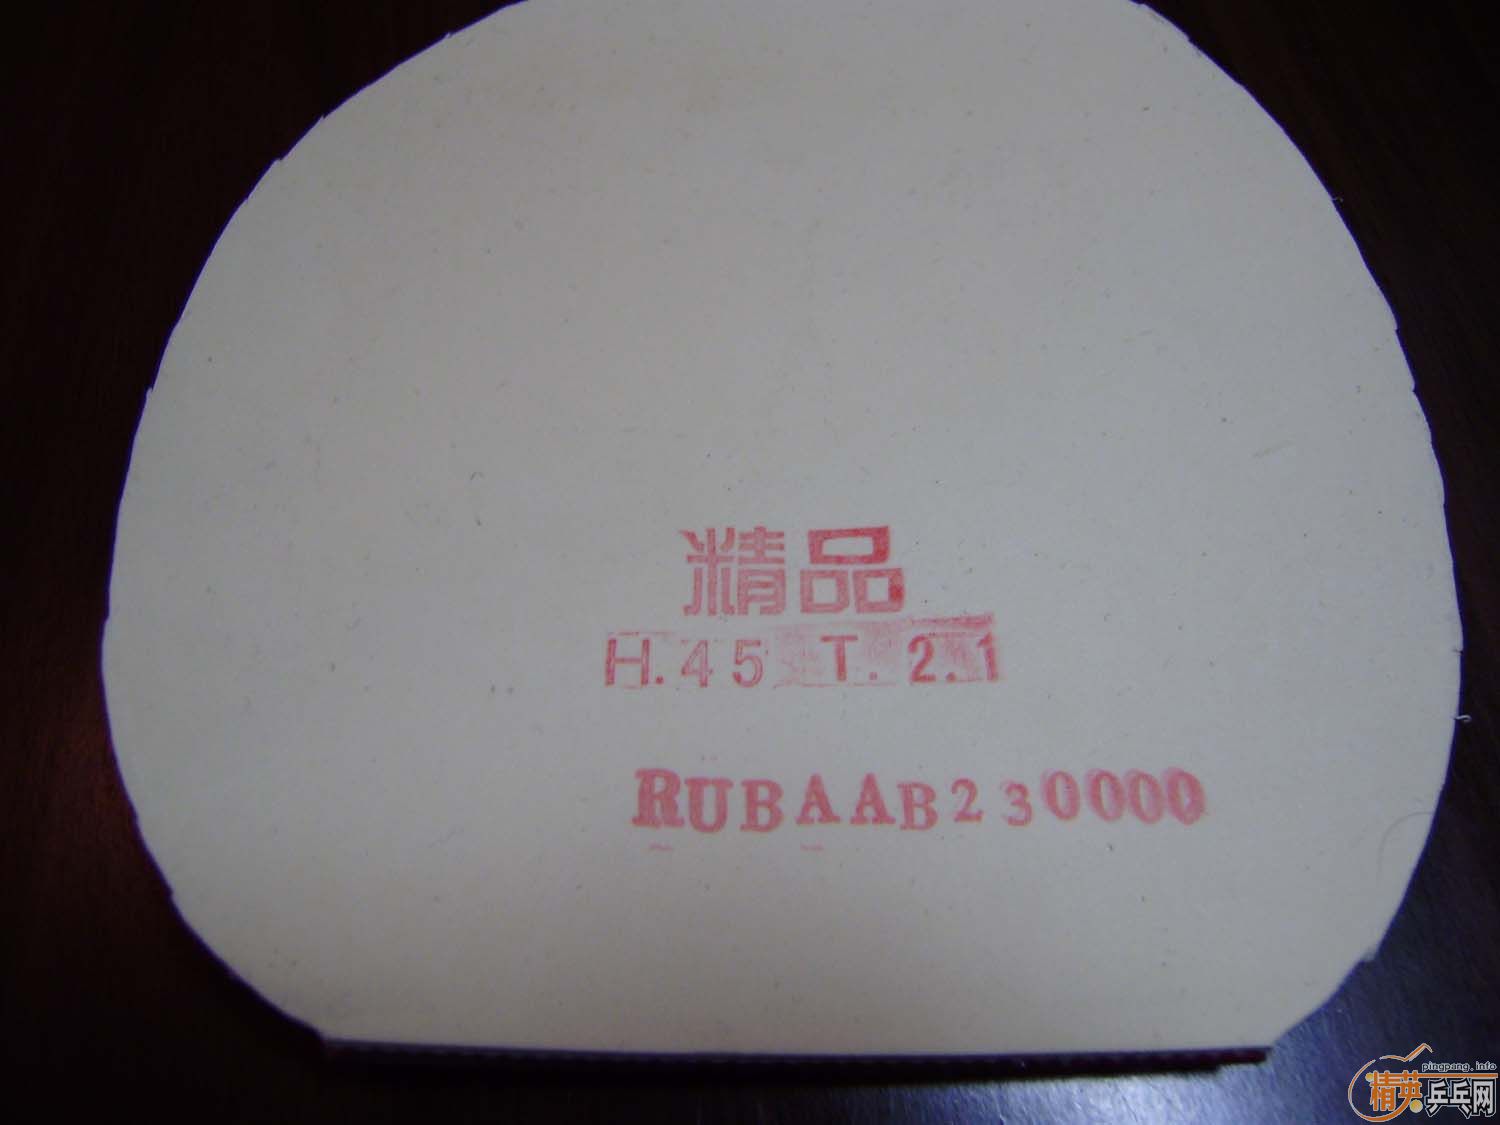 精品
H.45 T.2.1
RUBAAB230000
pingpang.info
精英乒乓网